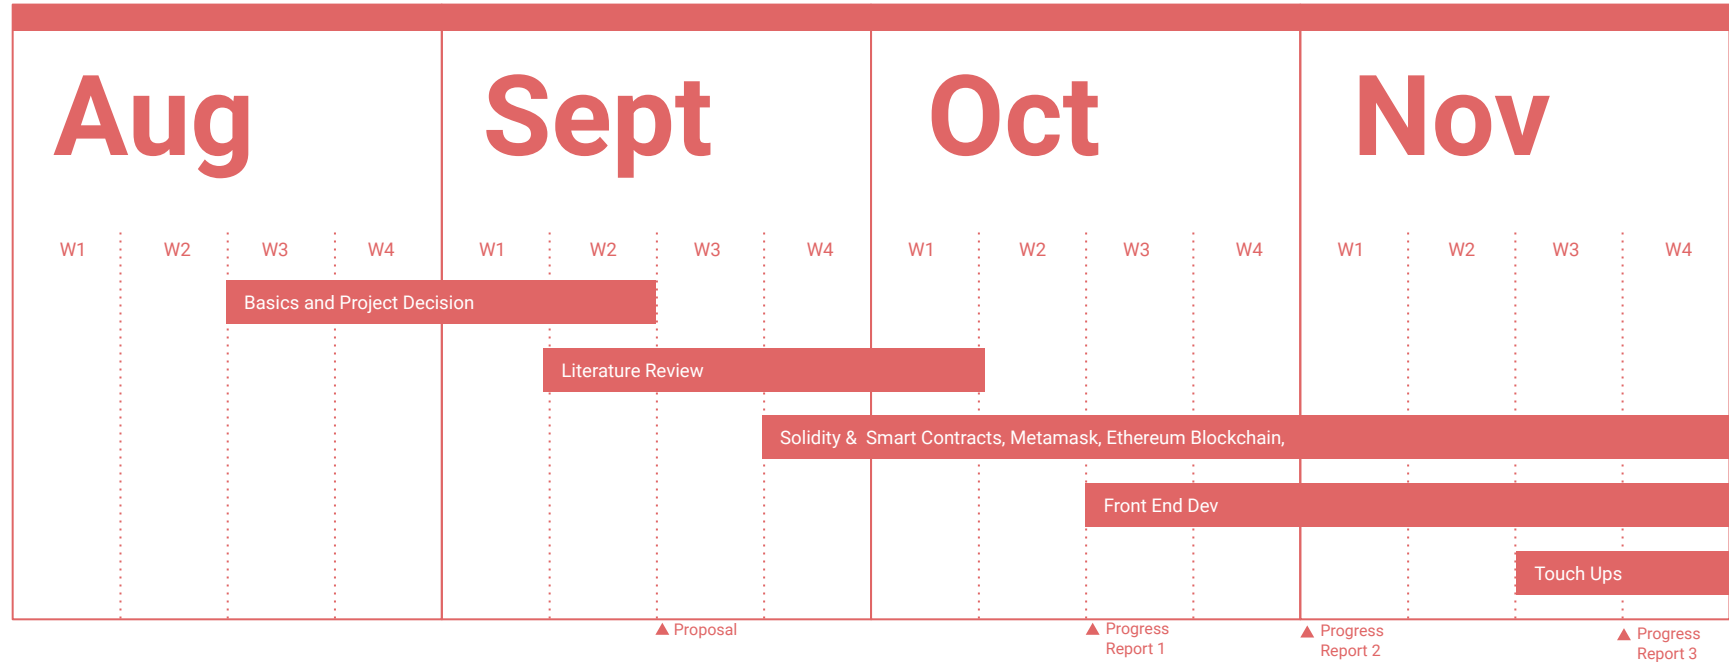 Aug Sept Oct Nov
W1 W2 W3 W4 W1 W2 W3 W4 W1 W2 W3 W4 W1 W2 W3 W4
Basics and Project Decision
Literature Review
Solidity &  Smart Contracts, Metamask, Ethereum Blockchain,
Front End Dev
Touch Ups
Proposal
Progress
Report 1
Progress
Report 2
Progress
Report 3